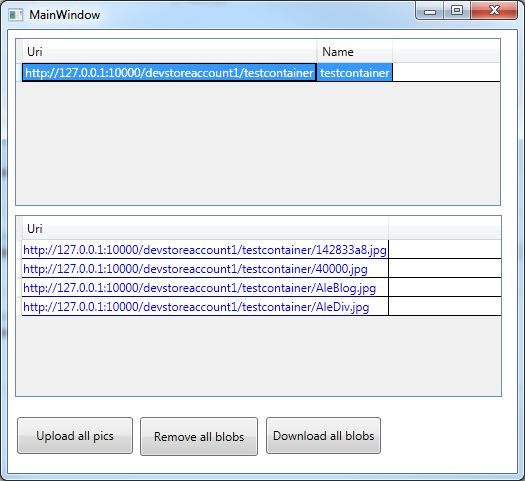 MainWindow
Uri Name
http://127.0.0.1:10000/devstoreaccount1/testcontainer testcontainer
Uri
http://127.0.0.1:10000/devstoreaccount1/testcontainer/142833a8.jpg
http://127.0.0.1:10000/devstoreaccount1/testcontainer/40000.jpg
http://127.0.0.1:10000/devstoreaccount1/testcontainer/AleBlog.jpg
http://127.0.0.1:10000/devstoreaccount1/testcontainer/AleDiv.jpg
Upload all pics Remove all blobs Download all blobs